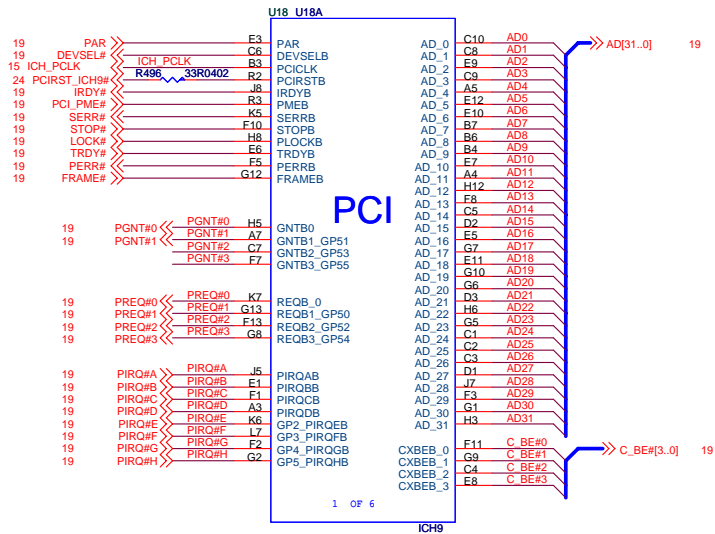 U18 U18A
19 PAR E3 PAR AD_0 C10 AD0 AD[31..0] 19
19 DEVSEL# C6 DEVSELB AD_1 C8 AD1
15 ICH_PCLK ICH_PCLK B3 PCICLK AD_2 E9 AD2
24 PCIRST_ICH9# R496 33R0402 R2 PCIRSTB AD_3 C9 AD3
19 IRDY# J8 IRDYB AD_4 A5 AD4
19 PCI_PME# R3 PMEB AD_5 E12 AD5
19 SERR# K5 SERRB AD_6 E10 AD6
19 STOP# F10 STOPB AD_7 B7 AD7
19 LOCK# H8 PLOCKB AD_8 B6 AD8
19 TRDY# E6 TRDYB AD_9 B4 AD9
19 PERR# F5 PERRB AD_10 E7 AD10
19 FRAME# G12 FRAMEB AD_11 A4 AD11
AD_12 H12 AD12
AD_13 F8 AD13
AD_14 C5 AD14
PCI
19 PGNT#0 PGNT#0 H5 GNTB0 AD_15 D2 AD15
19 PGNT#1 PGNT#1 A7 GNTB1_GP51 AD_16 E5 AD16
PGNT#2 C7 GNTB2_GP53 AD_17 G7 AD17
PGNT#3 F7 GNTB3_GP55 AD_18 E11 AD18
AD_19 G10 AD19
AD_20 G6 AD20
19 PREQ#0 PREQ#0 K7 REQB_0 AD_21 D3 AD21
19 PREQ#1 PREQ#1 G13 REQB1_GP50 AD_22 H6 AD22
19 PREQ#2 PREQ#2 F13 REQB2_GP52 AD_23 G5 AD23
19 PREQ#3 PREQ#3 G8 REQB3_GP54 AD_24 C1 AD24
AD_25 C2 AD25
AD_26 C3 AD26
19 PIRQ#A PIRQ#A J5 PIRQAB AD_27 D1 AD27
19 PIRQ#B PIRQ#B E1 PIRQBB AD_28 J7 AD28
19 PIRQ#C PIRQ#C F1 PIRQCB AD_29 F3 AD29
19 PIRQ#D PIRQ#D A3 PIRQDB AD_30 G1 AD30
19 PIRQ#E PIRQ#E K6 GP2_PIRQEB AD_31 H3 AD31
19 PIRQ#F PIRQ#F L7 GP3_PIRQFB
19 PIRQ#G PIRQ#G F2 GP4_PIRQGB CXBEB_0 F11 C_BE#0 C_BE#[3..0] 19
19 PIRQ#H PIRQ#H G2 GP5_PIRQHB CXBEB_1 G9 C_BE#1
CXBEB_2 C4 C_BE#2
CXBEB_3 E8 C_BE#3
1 OF 6
ICH9